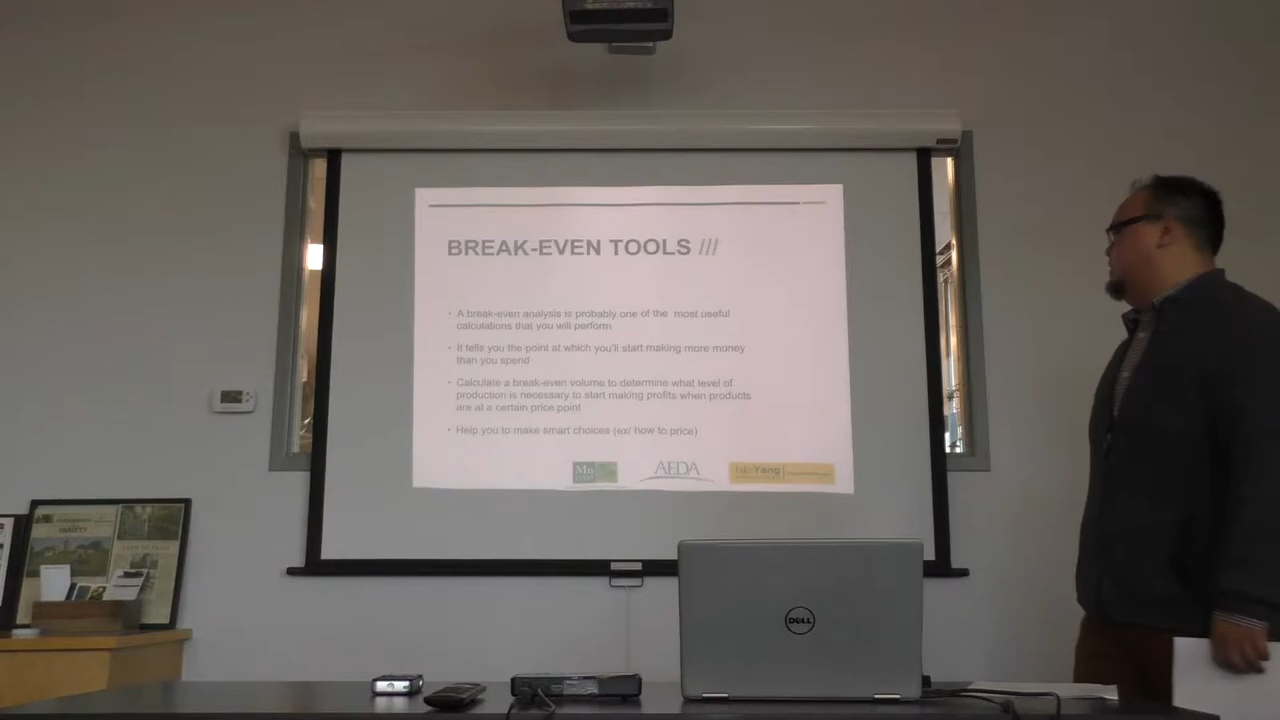 BREAK-EVEN TOOLS ///
• A break-even analysis is probably one of the most useful
calculations that you will perform
• It tells you the point at which you'll start making more money
than you spend
• Calculate a break-even volume to determine what level of
production is necessary to start making profits when products
are at a certain price point
• Help you to make smart choices (ex/ how to price)
Mn
AEDA
Yang
DELL
VARIETY